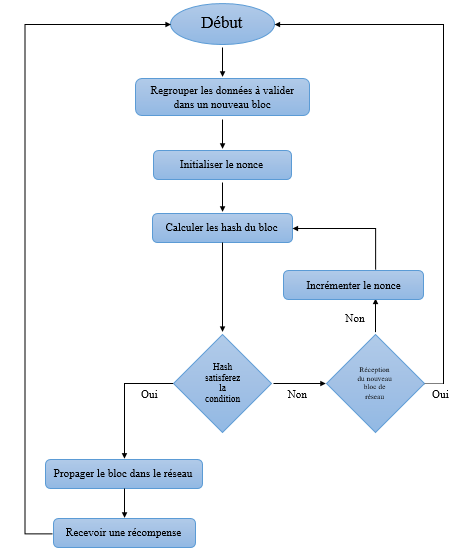 Début
Regrouper les données à valider
dans un nouveau bloc
Initialiser le nonce
Calculer les hash du bloc
Incrémenter le nonce
Non
Hash
satisferez
la
condition
Réception
du nouveau
bloc de
réseau
Oui
Non
Oui
Propager le bloc dans le réseau
Recevoir une récompense